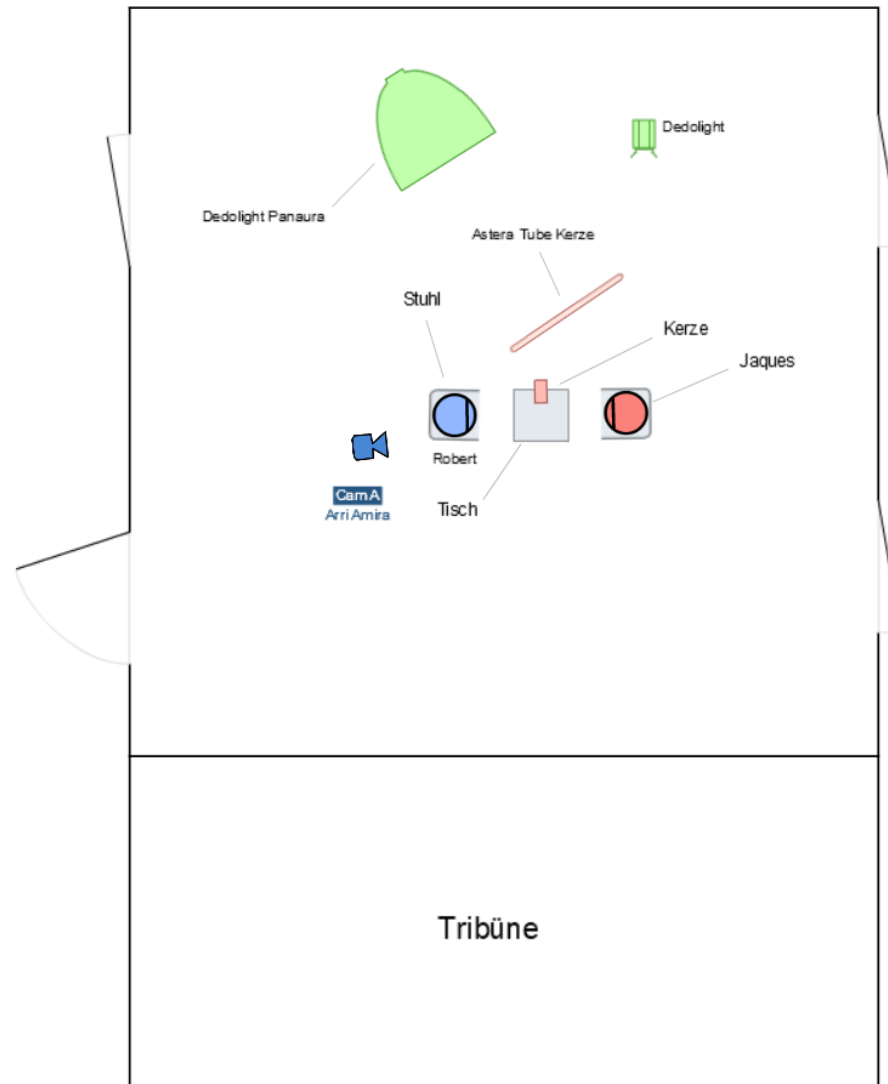 Dedolight
Dedolight Panaura
Astera Tube Kerze
Stuhl
Kerze
Jaques
Robert
Cam A
Arri Amira
Tisch
Tribüne